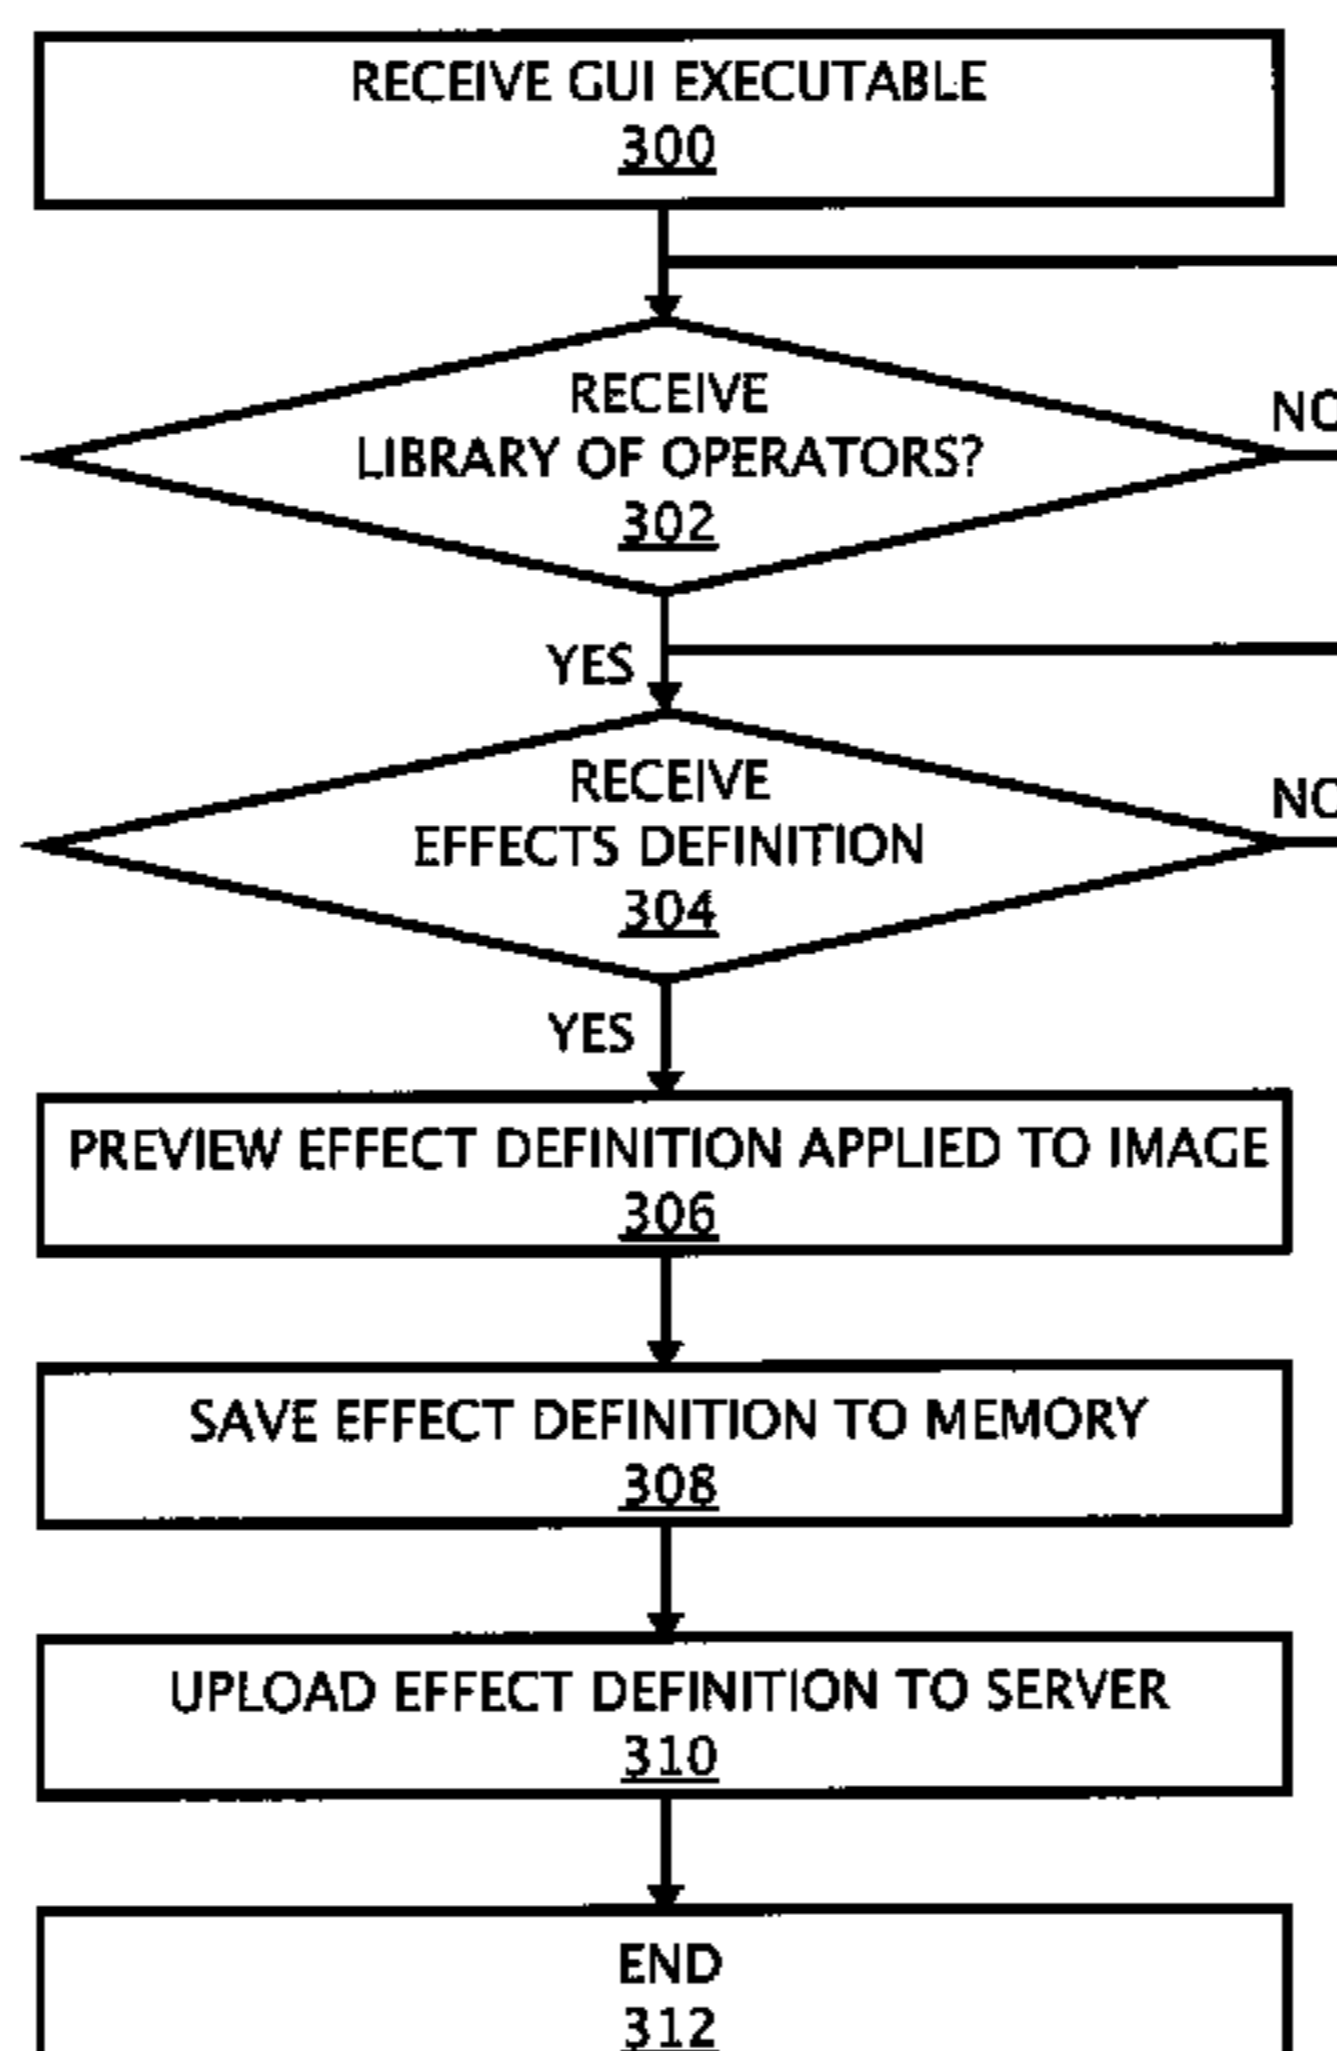 RECEIVE GUI EXECUTABLE
300
RECEIVE
LIBRARY OF OPERATORS?
302
NO
YES
RECEIVE
EFFECTS DEFINITION
304
NO
YES
PREVIEW EFFECT DEFINITION APPLIED TO IMAGE
306
SAVE EFFECT DEFINITION TO MEMORY
308
UPLOAD EFFECT DEFINITION TO SERVER
310
END
312